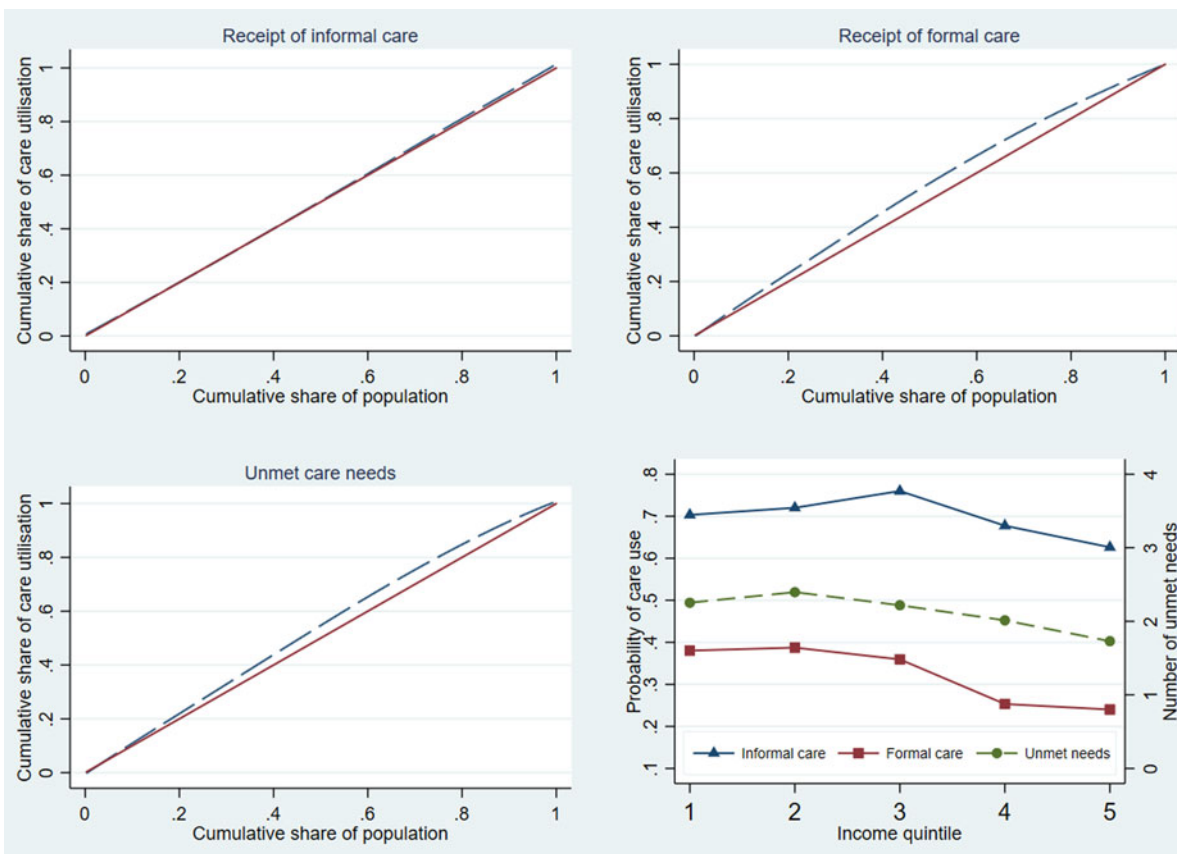 Receipt of informal care
Cumulative share of care utilisation
1
.8
.6
.4
.2
0
0 .2 .4 .6 .8 1
Cumulative share of population
Receipt of formal care
Cumulative share of care utilisation
1
.8
.6
.4
.2
0
0 .2 .4 .6 .8 1
Cumulative share of population
Unmet care needs
Cumulative share of care utilisation
1
.8
.6
.4
.2
0
0 .2 .4 .6 .8 1
Cumulative share of population
Probability of care use
.8
.7
.6
.5
.4
.3
.2
.1
4
3
2
1
0
Number of unmet needs
Informal care Formal care Unmet needs
1 2 3 4 5
Income quintile